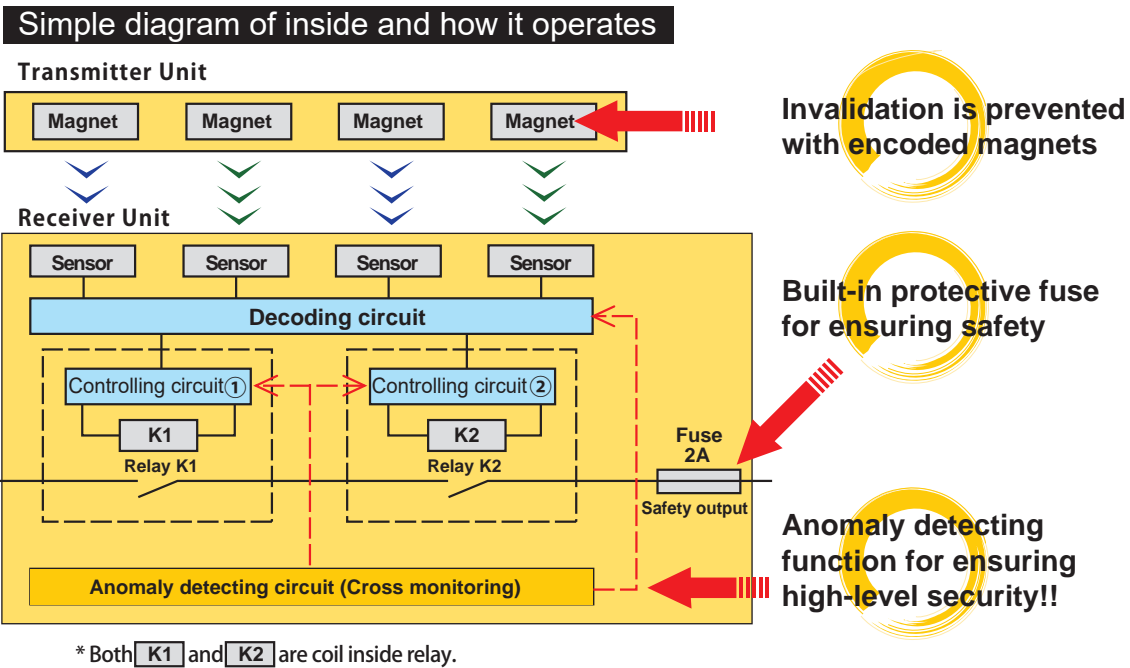 Simple diagram of inside and how it operates
Transmitter Unit
Magnet
Magnet
Magnet
Magnet
Invalidation is prevented
with encoded magnets
Receiver Unit
Sensor
Sensor
Sensor
Sensor
Decoding circuit
Built-in protective fuse
for ensuring safety
Controlling circuit①
Controlling circuit②
K1
K2
Relay K1
Relay K2
Fuse
2A
Safety output
Anomaly detecting circuit (Cross monitoring)
Anomaly detecting
function for ensuring
high-level security!!
* Both K1 and K2 are coil inside relay.